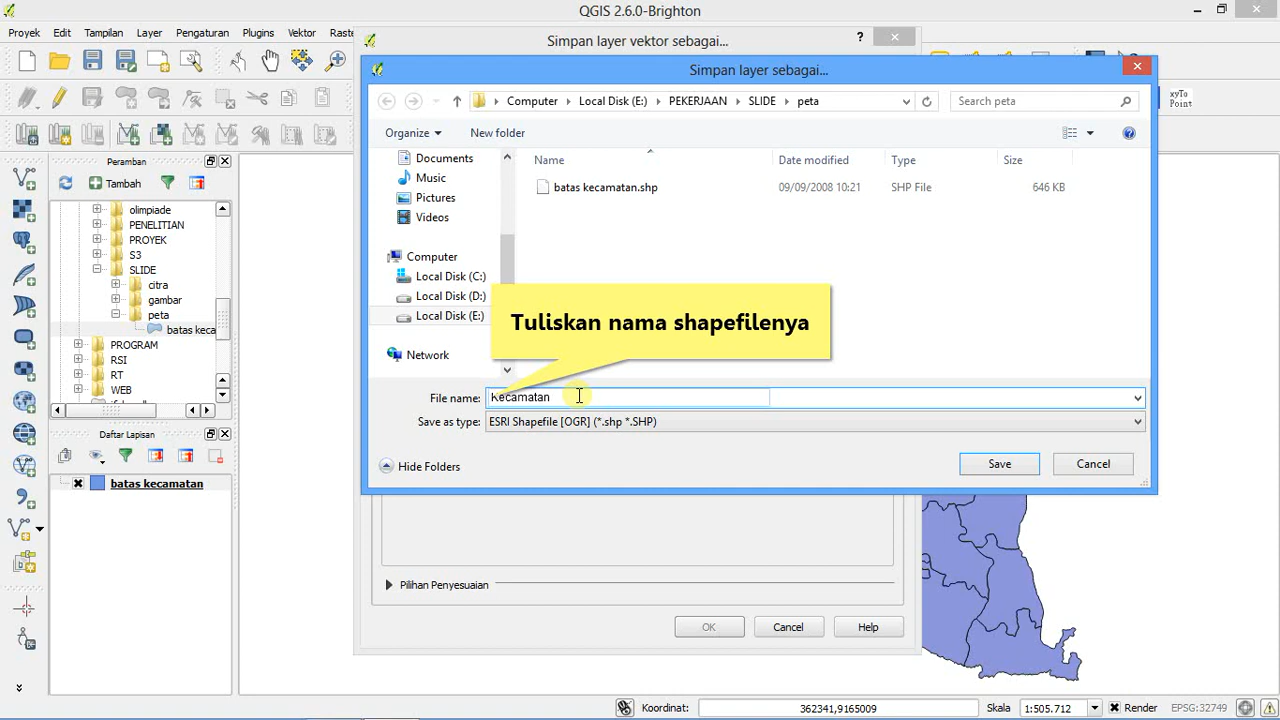 QGIS 2.6.0-Brighton
Proyek Edit Tampilan Layer Pengaturan Plugins Vektor Raste
Simpan layer vektor sebagai...
?
Simpan layer sebagai...
Computer Local Disk (E:) PEKERJAAN SLIDE peta
Search peta
xyTo
Point
Organize
New folder
Peramban
Tambah
olimpiade
PENELITIAN
PROYEK
S3
SLIDE
citra
gambar
peta
batas keca
PROGRAM
RSI
RT
WEB
Documents
Music
Pictures
Videos
Computer
Local Disk (C:)
Local Disk (D:)
Local Disk (E:)
Network
Name Date modified Type Size
batas kecamatan.shp 09/09/2008 10:21 SHP File 646 KB
Tuliskan nama shapefilenya
File name: Kecamatan
Save as type: ESRI Shapefile [OGR] (*.shp *.SHP)
Hide Folders
Save
Cancel
Daftar Lapisan
batas kecamatan
Pilihan Penyesuaian
OK
Cancel
Help
Koordinat: 362341,9165009 Skala 1:505.712 Render EPSG:32749